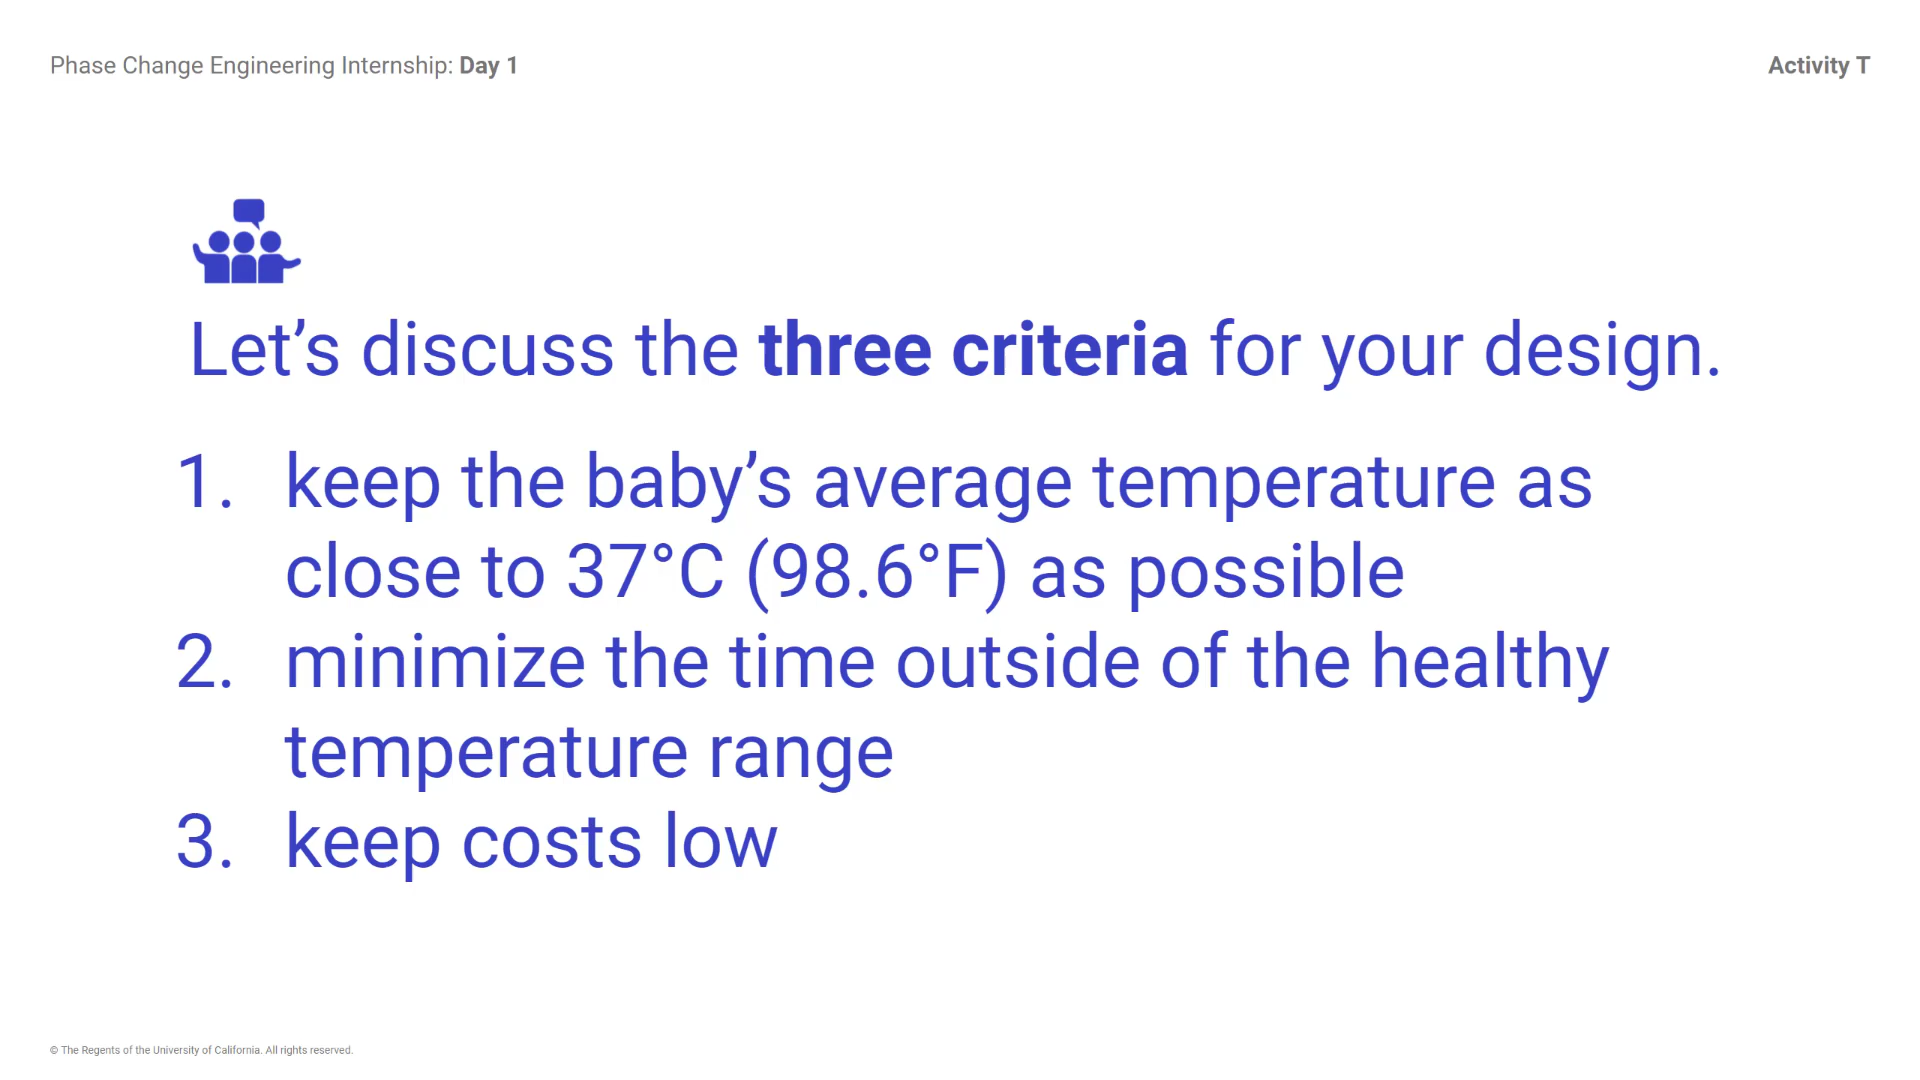 Phase Change Engineering Internship: Day 1
Activity T
Let’s discuss the three criteria for your design.
1. keep the baby’s average temperature as
close to 37°C (98.6°F) as possible
2. minimize the time outside of the healthy
temperature range
3. keep costs low
© The Regents of the University of California. All rights reserved.